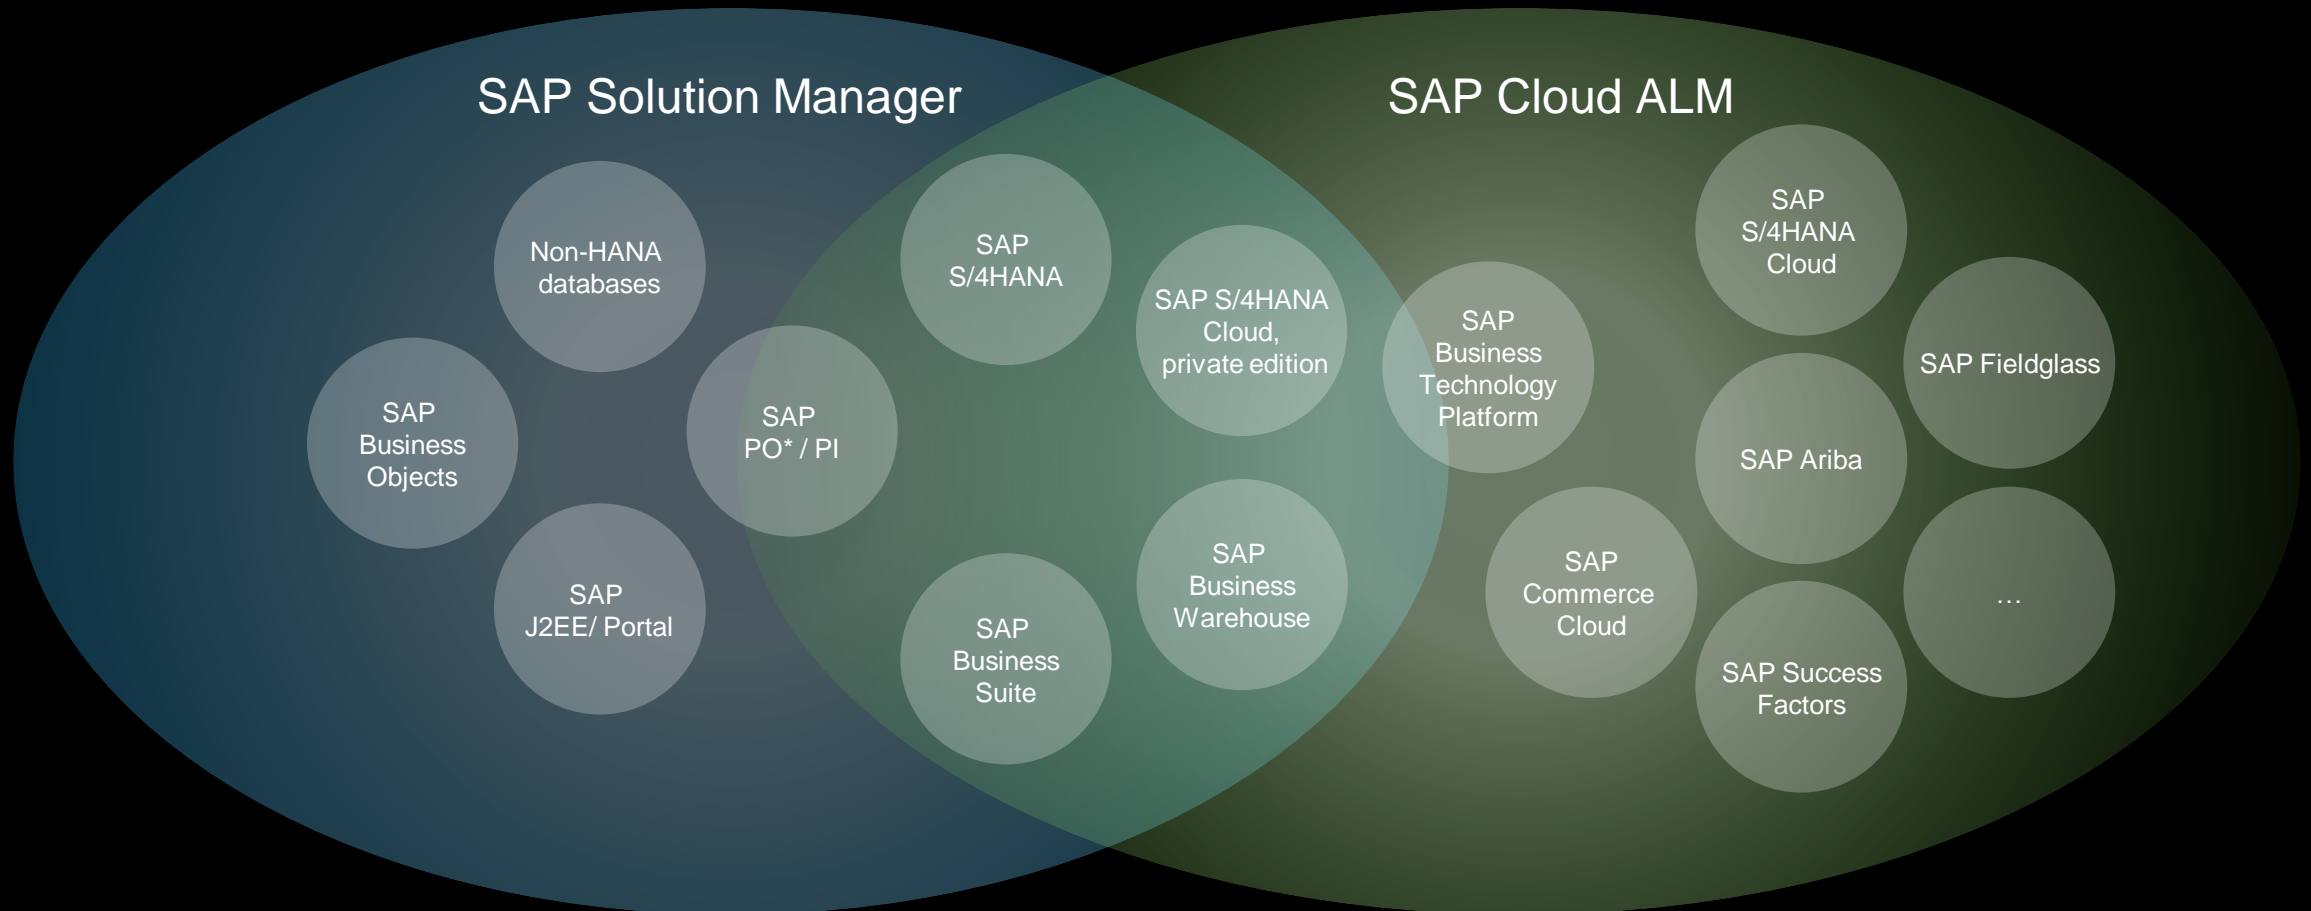 SAP Solution Manager
SAP Cloud ALM
Non-HANA
databases
SAP
Business
Objects
SAP
J2EE/ Portal
SAP
PO* / PI
SAP
S/4HANA
SAP S/4HANA
Cloud,
private edition
SAP
Business
Suite
SAP
Business
Warehouse
SAP
Business
Technology
Platform
SAP
Commerce
Cloud
SAP
S/4HANA
Cloud
SAP Fieldglass
SAP Ariba
SAP Success
Factors
…